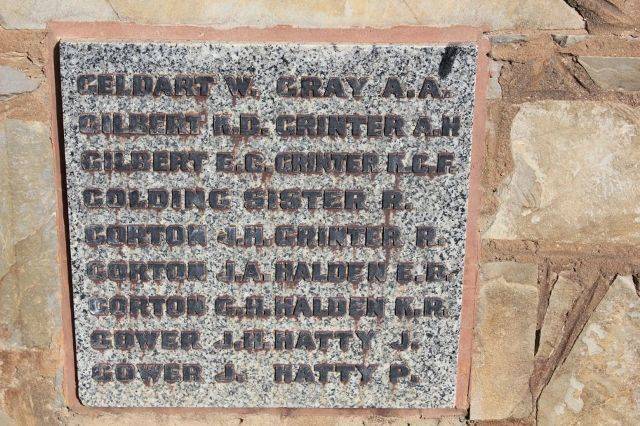 GELDART W. GRAY A.A.
GILBERT K.D. GRINTER A.H
GILBERT E.C. GRINTER K.C.F.
GOLDING SISTER R.
GORTON J.H. GRINTER R.
GORTON J.A. HALDEN E.B.
GORTON C.H. HALDEN K.R.
GOWER J.H. HATTY J.
GOWER J. HATTY P.